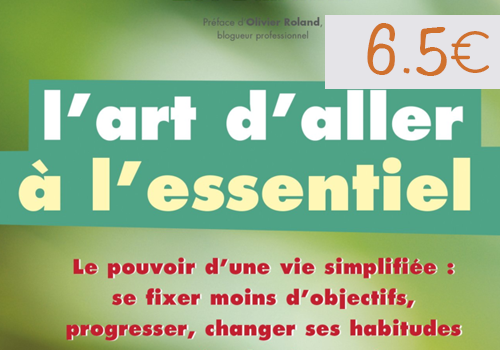 Préface d'Olivier Roland,
blogueur professionnel
6.5€
l'art d'aller
à l'essentiel
Le pouvoir d'une vie simplifiée :
se fixer moins d'objectifs,
progresser, changer ses habitudes